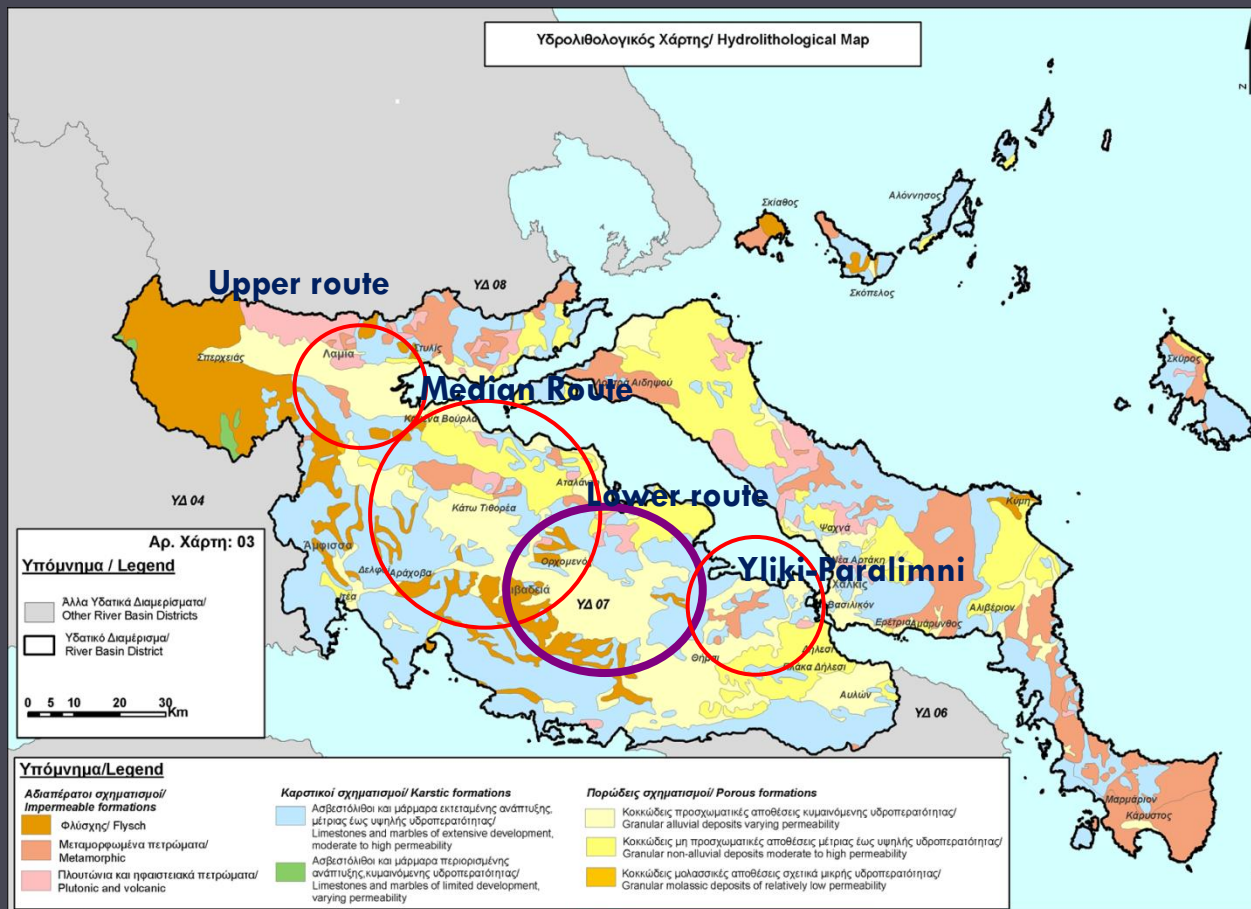 Υδρολιθολογικός Χάρτης/ Hydrolithological Map
N
Σκίαθος
Αλόννησος
Σκόπελος
Σκύρος
Upper route
ΥΔ 08
Λαμία
Στυλίς
Σπερχειάς
Median Route
Λουτρά Αιδηψού
Καμένα Βούρλα
Αταλάντη
Lower route
ΥΔ 04
Κάτω Τιθορέα
Κύμη
Ψαχνά
Άμφισσα
Δελφοί
Αράχοβα
Ορχομενός
Νέα Αρτάκη
Yliki-Paralimni
Χαλκίς
Ιτέα
Λιβαδειά
ΥΔ 07
Βασιλικόν
Αλιβέριον
Ερέτρια
Αμάρυνθος
Θήβαι
Δήλεσι
Πλάκα Δήλεσι
Αυλών
ΥΔ 06
Μαρμάριον
Κάρυστος
Αρ. Χάρτη: 03
Υπόμνημα / Legend
Άλλα Υδατικά Διαμερίσματα/
Other River Basin Districts
Υδατικό Διαμέρισμα/
River Basin District
0 5 10 20 30
Km
Υπόμνημα/Legend
Αδιαπέρατοι σχηματισμοί/
Impermeable formations
Φλύσχης/ Flysch
Μεταμορφωμένα πετρώματα/
Metamorphic
Πλουτώνια και ηφαιστειακά πετρώματα/
Plutonic and volcanic
Καρστικοί σχηματισμοί/ Karstic formations
Ασβεστόλιθοι και μάρμαρα εκτεταμένης ανάπτυξης,
μέτριας έως υψηλής υδροπερατότητας/
Limestones and marbles of extensive development,
moderate to high permeability
Ασβεστόλιθοι και μάρμαρα περιορισμένης
ανάπτυξης,κυμαινόμενης υδροπερατότητας/
Limestones and marbles of limited development,
varying permeability
Πορώδεις σχηματισμοί/ Porous formations
Κοκκώδεις προσχωματικές αποθέσεις κυμαινόμενης υδροπερατότητας/
Granular alluvial deposits varying permeability
Κοκκώδεις μη προσχωματικές αποθέσεις μέτριας έως υψηλής υδροπερατότητας/
Granular non-alluvial deposits moderate to high permeability
Κοκκώδεις μολασσικές αποθέσεις σχετικά μικρής υδροπερατότητας/
Granular molassic deposits of relatively low permeability